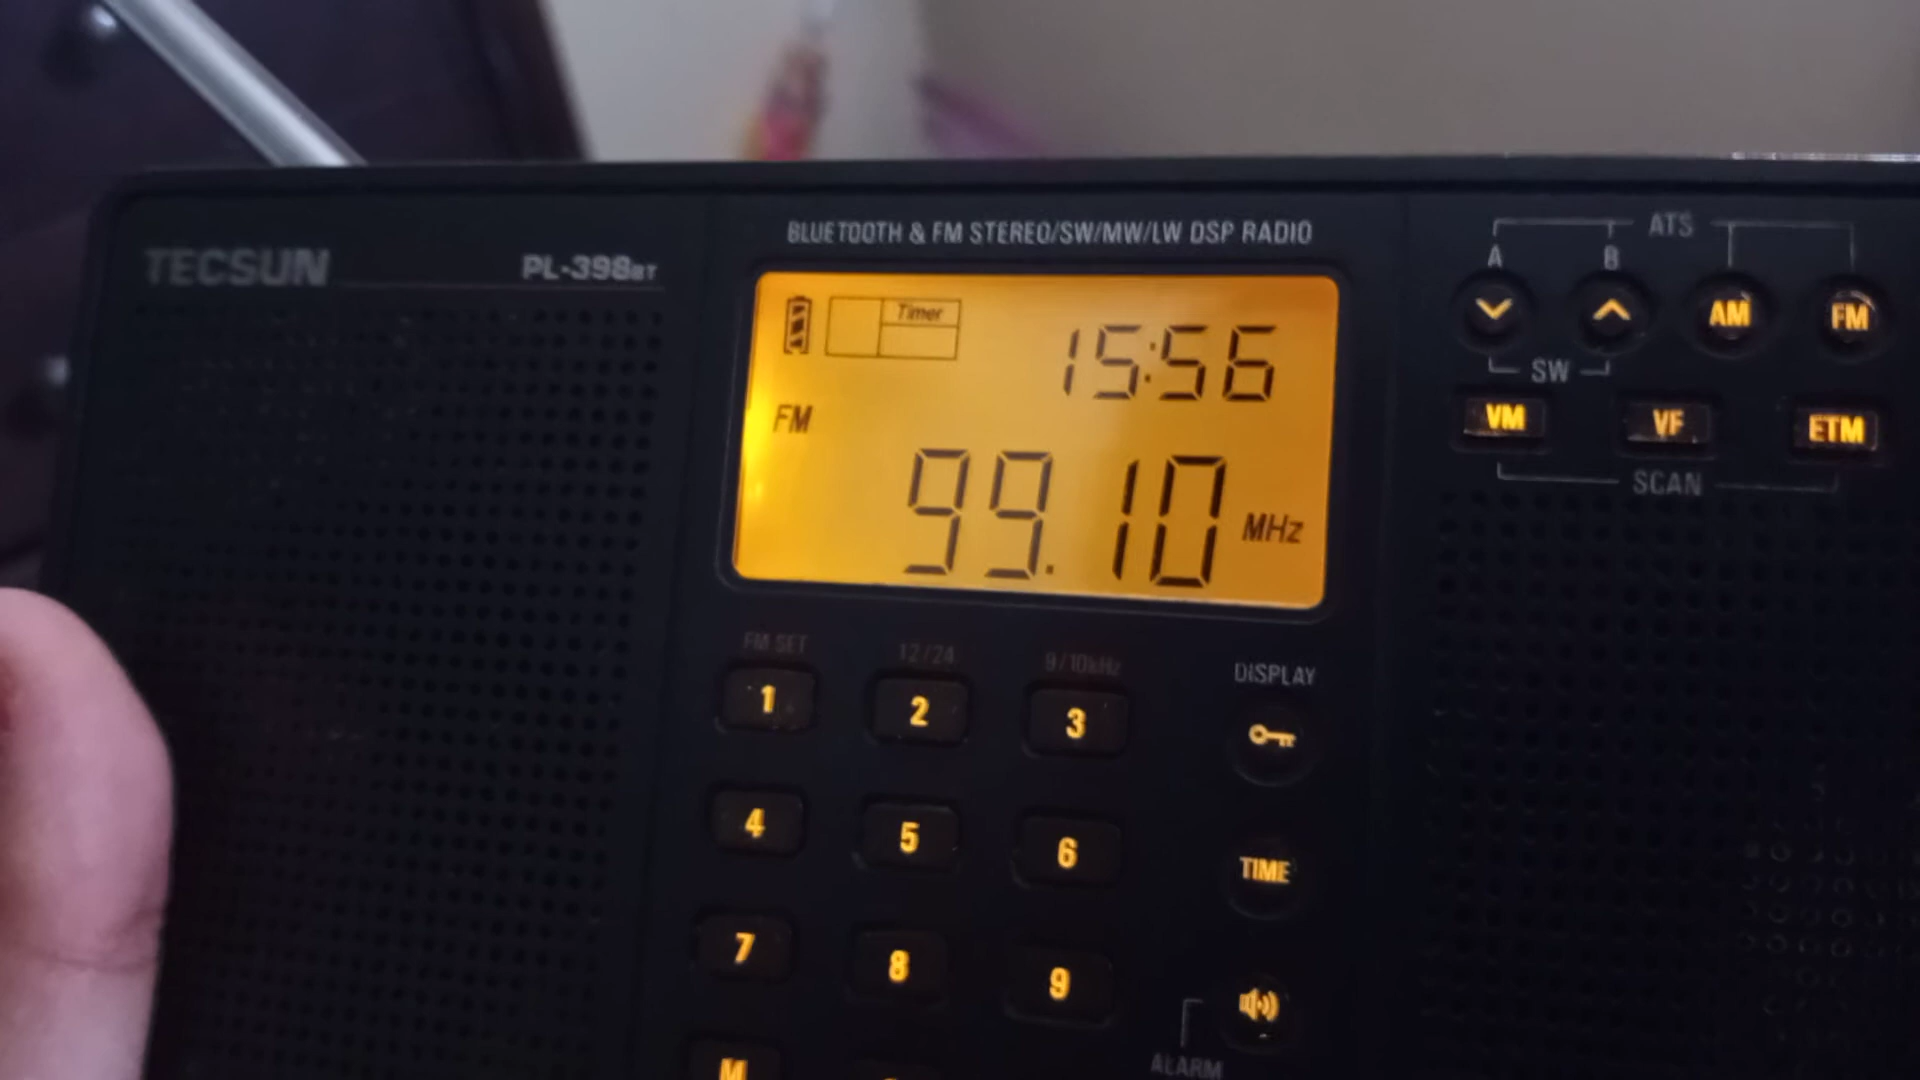 BLUETOOTH & FM STEREO/SW/MW/LW DSP RADIO
TECSUN
PL-398BT
ATS
A B
AM FM
SW
VM VF ETM
SCAN
Timer
15:56
FM
99.10 MHz
FM SET 12/24 9/10kHz DISPLAY
1 2 3
4 5 6 TIME
7 8 9
M
ALARM